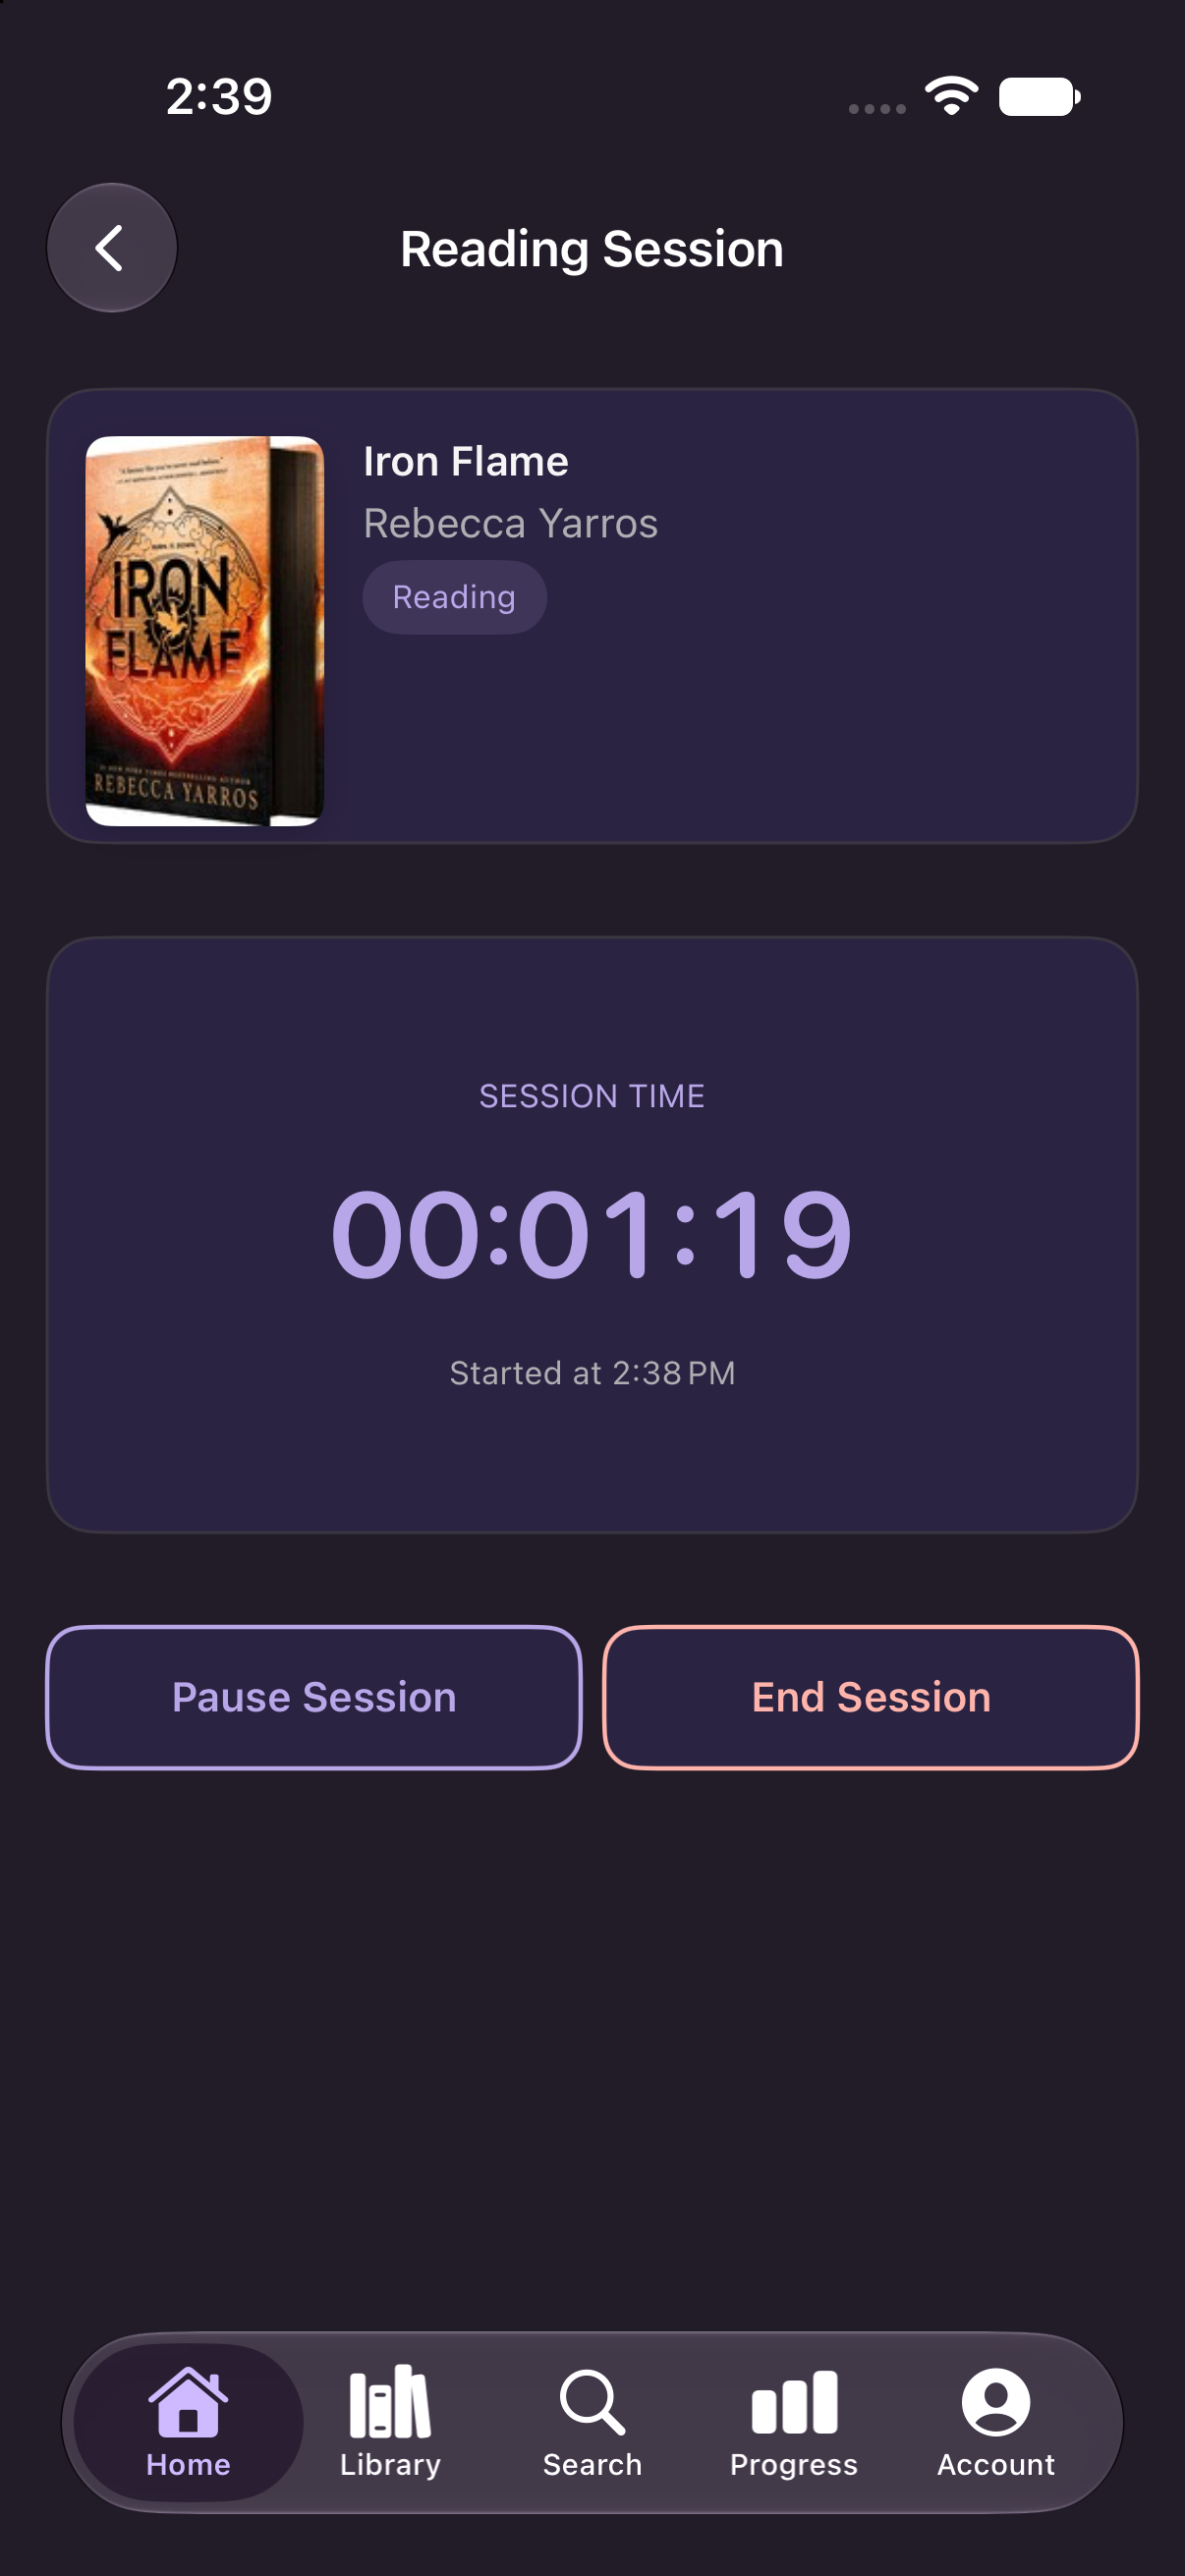 2:39
Reading Session
IRON
FLAME
REBECCA YARROS
Iron Flame
Rebecca Yarros
Reading
SESSION TIME
00:01:19
Started at 2:38 PM
Pause Session
End Session
Home
Library
Search
Progress
Account